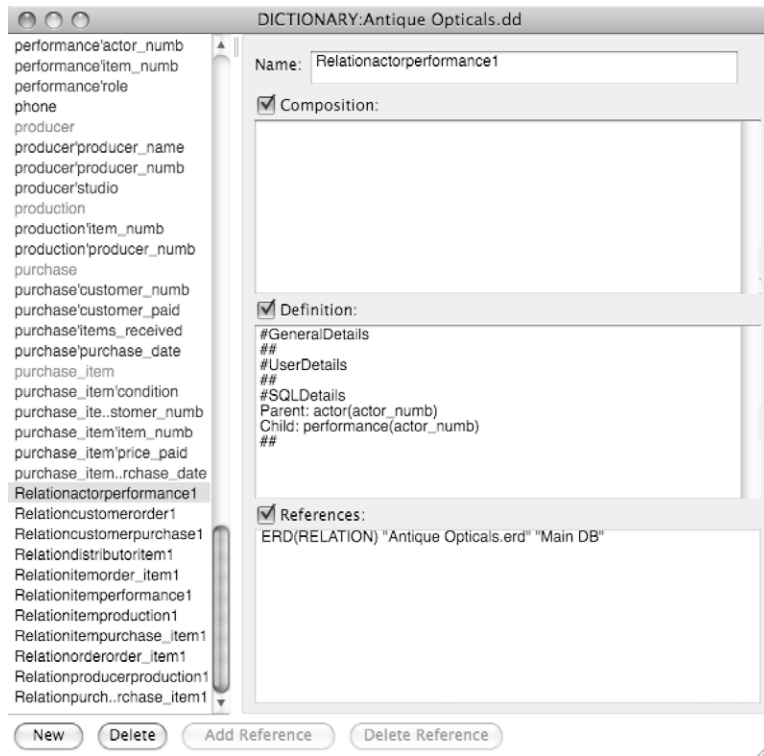 DICTIONARY:Antique Opticals.dd
performance'actor_numb
performance'item_numb
performance'role
phone
producer
producer'producer_name
producer'producer_numb
producer'studio
production
production'item_numb
production'producer_numb
purchase
purchase'customer_numb
purchase'customer_paid
purchase'items_received
purchase'purchase_date
purchase_item
purchase_item'condition
purchase_ite..stomer_numb
purchase_item'item_numb
purchase_item'price_paid
purchase_item..rchase_date
Relationactorperformance1
Relationcustomerorder1
Relationcustomerpurchase1
Relationdistributoritem1
Relationitemorder_item1
Relationitemperformance1
Relationitemproduction1
Relationitempurchase_item1
Relationorderorder_item1
Relationproducerproduction1
Relationpurch..rchase_item1
Name: Relationactorperformance1
Composition:
Definition:
#GeneralDetails
##
#UserDetails
##
#SQLDetails
Parent: actor(actor_numb)
Child: performance(actor_numb)
##
References:
ERD(RELATION) "Antique Opticals.erd" "Main DB"
New Delete Add Reference Delete Reference